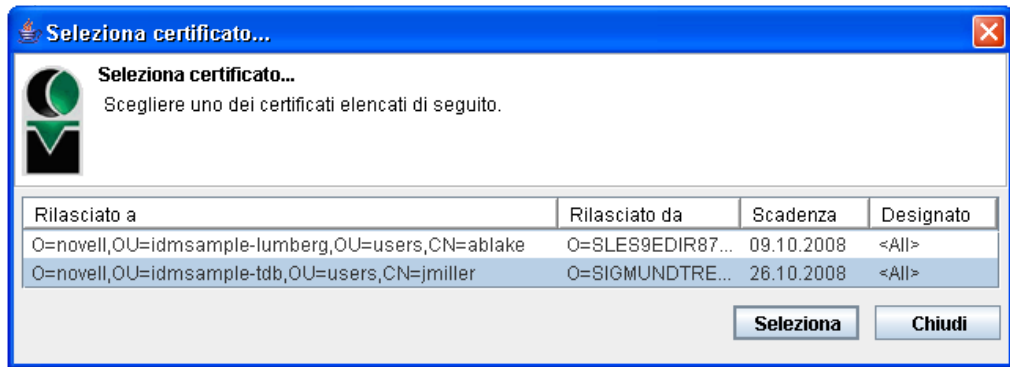 Seleziona certificato...
Seleziona certificato...
Scegliere uno dei certificati elencati di seguito.
Rilasciato a Rilasciato da Scadenza Designato
O=novell,OU=idmsample-lumberg,OU=users,CN=ablake O=SLES9EDIR87... 09.10.2008 <All>
O=novell,OU=idmsample-tdb,OU=users,CN=jmiller O=SIGMUNDTRE... 26.10.2008 <All>
Seleziona Chiudi